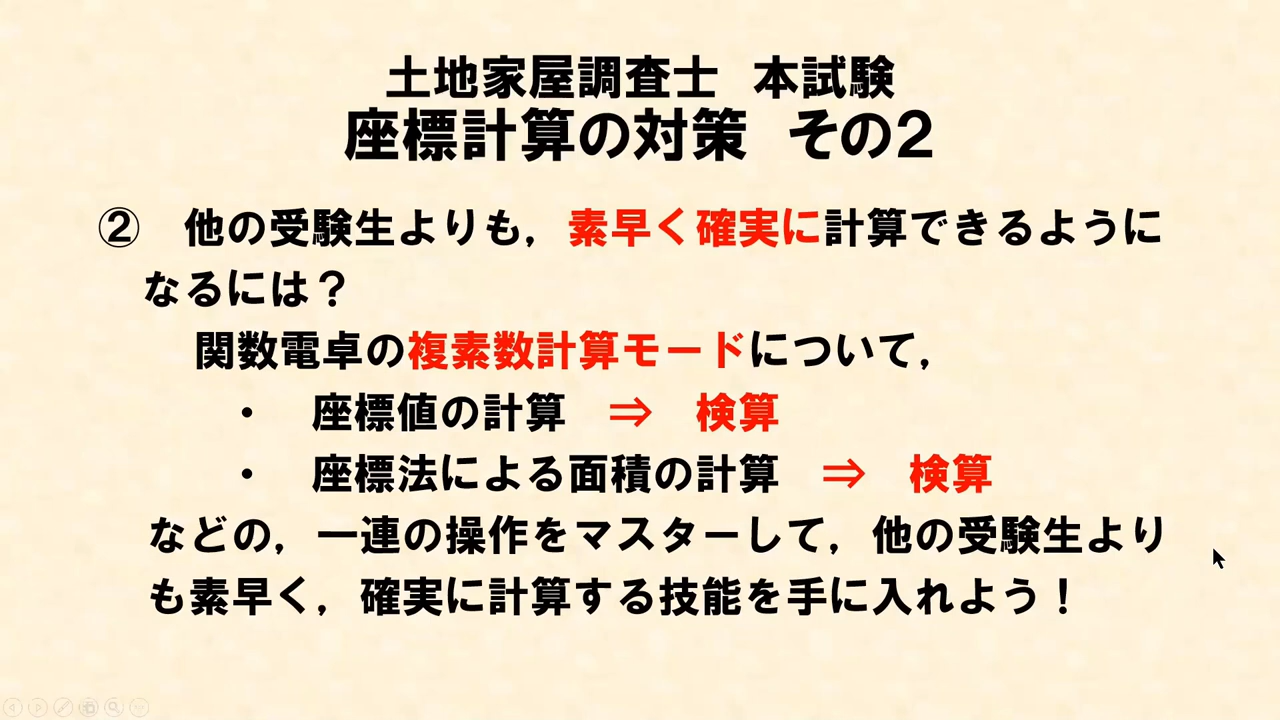 土地家屋調査士　本試験
座標計算の対策　その2
②　他の受験生よりも，素早く確実に計算できるように
なるには？
関数電卓の複素数計算モードについて，
・　座標値の計算　⇒　検算
・　座標法による面積の計算　⇒　検算
などの，一連の操作をマスターして，他の受験生より
も素早く，確実に計算する技能を手に入れよう！